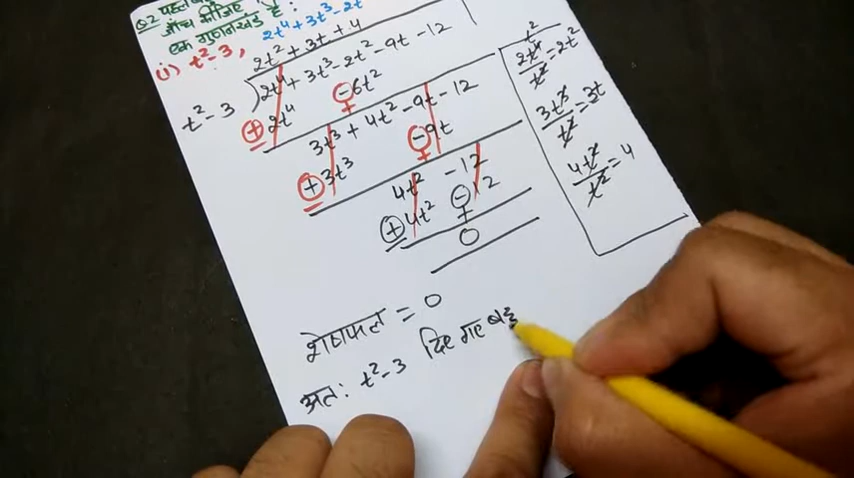 Q2
जाँच कीजिए
एक गुणनखंड है :
(i) t² - 3, 2t⁴ + 3t³ - 2t
2t² + 3t + 4
t² - 3 ) 2t⁴ + 3t³ - 2t² - 9t - 12
+ 2t⁴ - 6t²
+
3t³ + 4t² - 9t - 12
+ 3t³ - 9t
+
4t² - 12
+ 4t² - 12
+
0
शेषफल = 0
अतः t² - 3 दिए गए
t²
2t⁴/t² = 2t²
3t³/t² = 3t
4t²/t² = 4